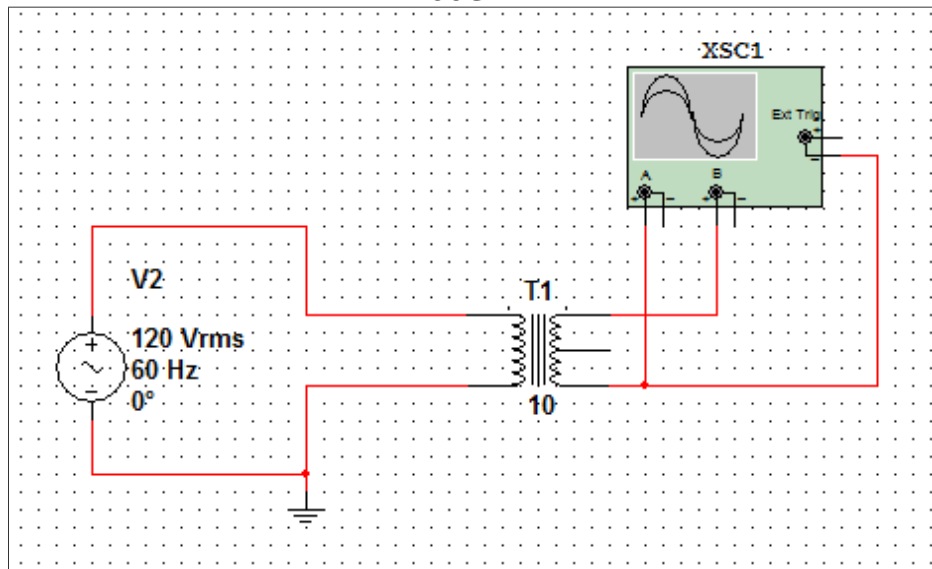 XSC1
Ext Trig
+
−
A
B
+ − + −
V2
T1
120 Vrms
+
60 Hz
−
0°
10